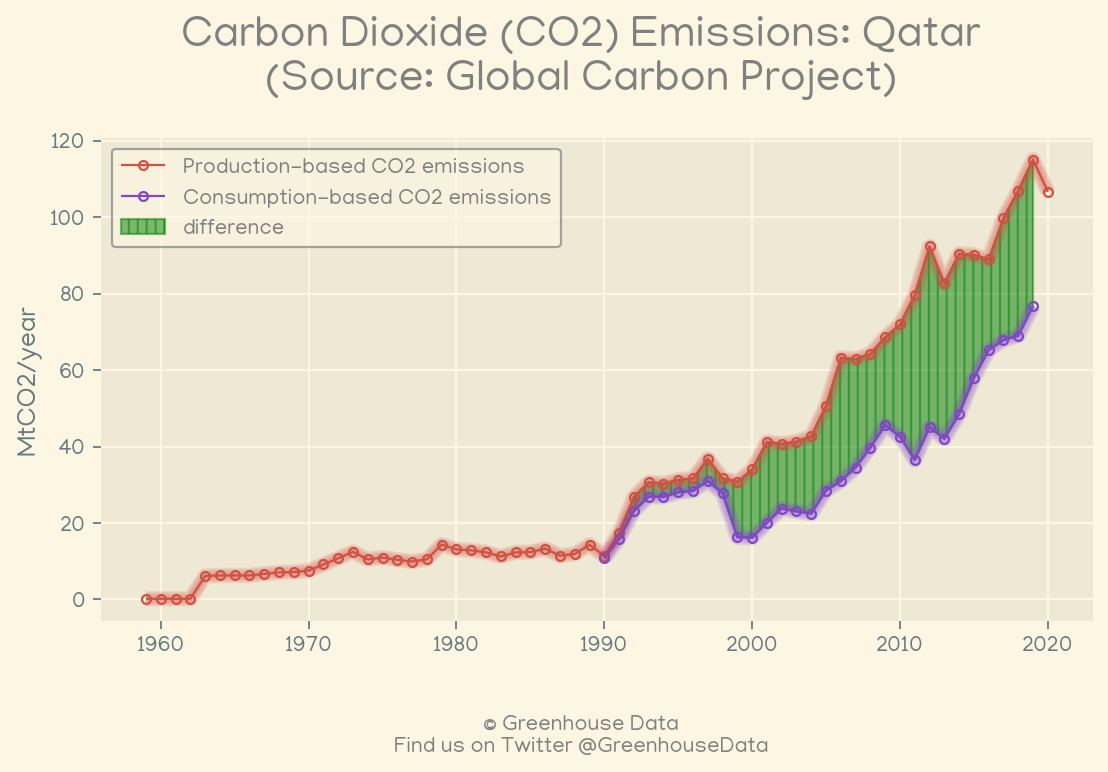 Carbon Dioxide (CO2) Emissions: Qatar
(Source: Global Carbon Project)
120
100
80
60
40
20
0
MtCO2/year
Production-based CO2 emissions
Consumption-based CO2 emissions
difference
1960 1970 1980 1990 2000 2010 2020
© Greenhouse Data
Find us on Twitter @GreenhouseData